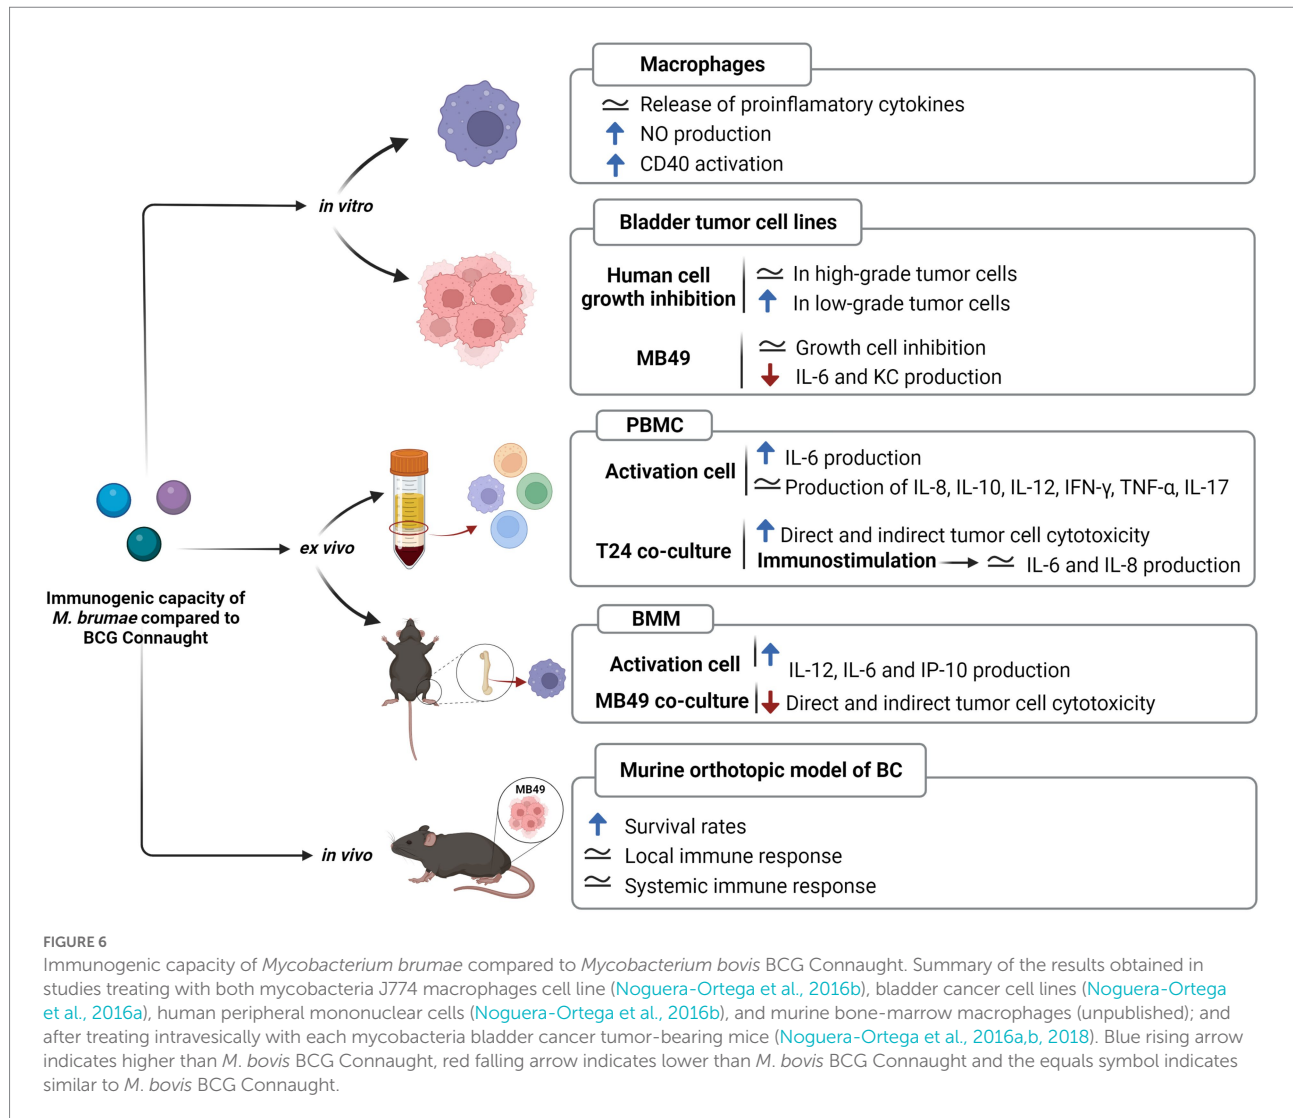 Macrophages
≃ Release of proinflamatory cytokines
↑ NO production
↑ CD40 activation
in vitro
Bladder tumor cell lines
Human cell
growth inhibition
≃ In high-grade tumor cells
↑ In low-grade tumor cells
MB49
≃ Growth cell inhibition
↓ IL-6 and KC production
PBMC
Activation cell
↑ IL-6 production
≃ Production of IL-8, IL-10, IL-12, IFN-γ, TNF-α, IL-17
ex vivo
T24 co-culture
↑ Direct and indirect tumor cell cytotoxicity
Immunostimulation → ≃ IL-6 and IL-8 production
Immunogenic capacity of
M. brumae compared to
BCG Connaught
BMM
Activation cell
↑ IL-12, IL-6 and IP-10 production
MB49 co-culture
↓ Direct and indirect tumor cell cytotoxicity
Murine orthotopic model of BC
MB49
in vivo
↑ Survival rates
≃ Local immune response
≃ Systemic immune response
FIGURE 6
Immunogenic capacity of Mycobacterium brumae compared to Mycobacterium bovis BCG Connaught. Summary of the results obtained in
studies treating with both mycobacteria J774 macrophages cell line (Noguera-Ortega et al., 2016b), bladder cancer cell lines (Noguera-Ortega
et al., 2016a), human peripheral mononuclear cells (Noguera-Ortega et al., 2016b), and murine bone-marrow macrophages (unpublished); and
after treating intravesically with each mycobacteria bladder cancer tumor-bearing mice (Noguera-Ortega et al., 2016a,b, 2018). Blue rising arrow
indicates higher than M. bovis BCG Connaught, red falling arrow indicates lower than M. bovis BCG Connaught and the equals symbol indicates
similar to M. bovis BCG Connaught.